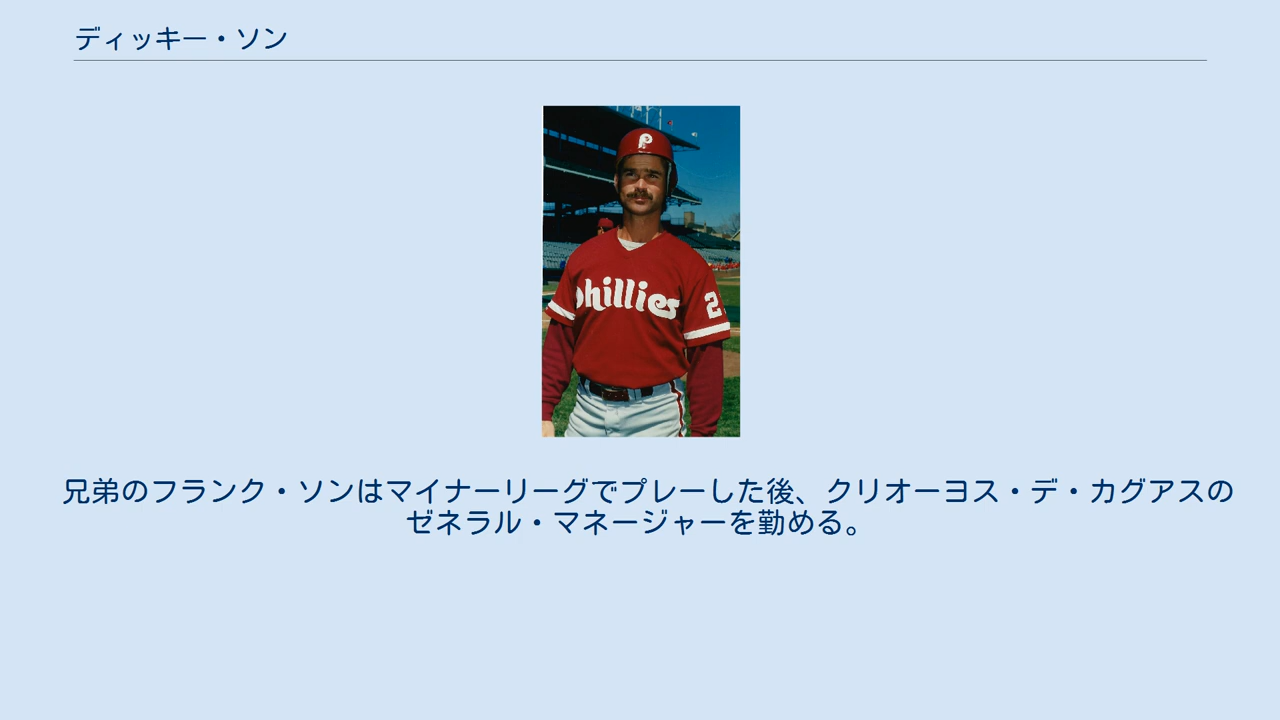 ディッキー・ソン
P
phillies
2
兄弟のフランク・ソンはマイナーリーグでプレーした後、クリオーヨス・デ・カグアスの
ゼネラル・マネージャーを勤める。